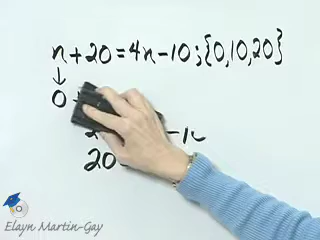 n + 20 = 4n - 10 ; {0, 10, 20}
↓
0
20
Elayn Martin-Gay